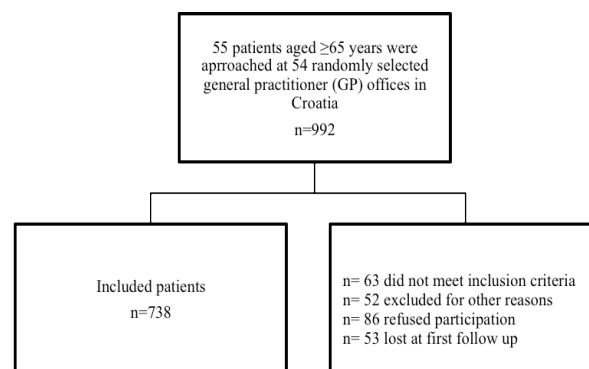 55 patients aged ≥65 years were
aprroached at 54 randomly selected
general practitioner (GP) offices in
Croatia
n=992
Included patients
n=738
n= 63 did not meet inclusion criteria
n= 52 excluded for other reasons
n= 86 refused participation
n= 53 lost at first follow up